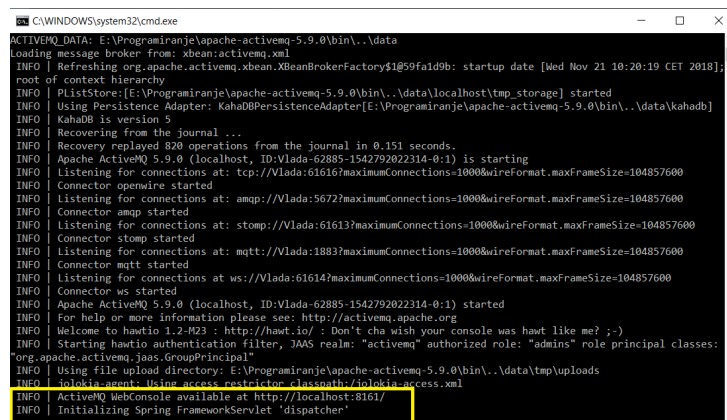 C:\WINDOWS\system32\cmd.exe
ACTIVEMQ_DATA: E:\Programiranje\apache-activemq-5.9.0\bin\..\data
Loading message broker from: xbean:activemq.xml
INFO | Refreshing org.apache.activemq.xbean.XBeanBrokerFactory$1@59fa1d9b: startup date [Wed Nov 21 10:20:19 CET 2018];
root of context hierarchy
INFO | PListStore:[E:\Programiranje\apache-activemq-5.9.0\bin\..\data\localhost\tmp_storage] started
INFO | Using Persistence Adapter: KahaDBPersistenceAdapter[E:\Programiranje\apache-activemq-5.9.0\bin\..\data\kahadb]
INFO | KahaDB is version 5
INFO | Recovering from the journal ...
INFO | Recovery replayed 820 operations from the journal in 0.151 seconds.
INFO | Apache ActiveMQ 5.9.0 (localhost, ID:Vlada-62885-1542792022314-0:1) is starting
INFO | Listening for connections at: tcp://Vlada:61616?maximumConnections=1000&wireFormat.maxFrameSize=104857600
INFO | Connector openwire started
INFO | Listening for connections at: amqp://Vlada:5672?maximumConnections=1000&wireFormat.maxFrameSize=104857600
INFO | Connector amqp started
INFO | Listening for connections at: stomp://Vlada:61613?maximumConnections=1000&wireFormat.maxFrameSize=104857600
INFO | Connector stomp started
INFO | Listening for connections at: mqtt://Vlada:1883?maximumConnections=1000&wireFormat.maxFrameSize=104857600
INFO | Connector mqtt started
INFO | Listening for connections at ws://Vlada:61614?maximumConnections=1000&wireFormat.maxFrameSize=104857600
INFO | Connector ws started
INFO | Apache ActiveMQ 5.9.0 (localhost, ID:Vlada-62885-1542792022314-0:1) started
INFO | For help or more information please see: http://activemq.apache.org
INFO | Welcome to hawtio 1.2-M23 : http://hawt.io/ : Don't cha wish your console was hawt like me? ;-)
INFO | Starting hawtio authentication filter, JAAS realm: "activemq" authorized role: "admins" role principal classes:
"org.apache.activemq.jaas.GroupPrincipal"
INFO | Using file upload directory: E:\Programiranje\apache-activemq-5.9.0\bin\..\data\tmp\uploads
INFO | jolokia-agent: Using access restrictor classpath:/jolokia-access.xml
INFO | ActiveMQ WebConsole available at http://localhost:8161/
INFO | Initializing Spring FrameworkServlet 'dispatcher'